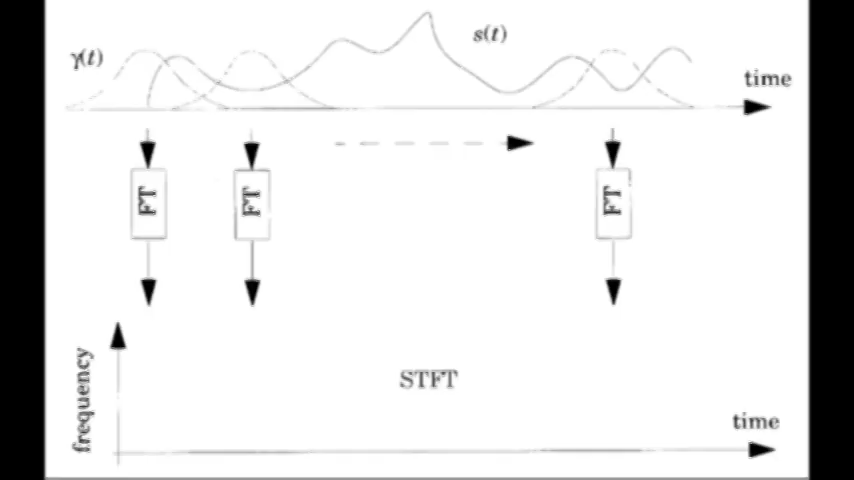 s(t)
γ(t)
time
FT
FT
FT
STFT
frequency
time